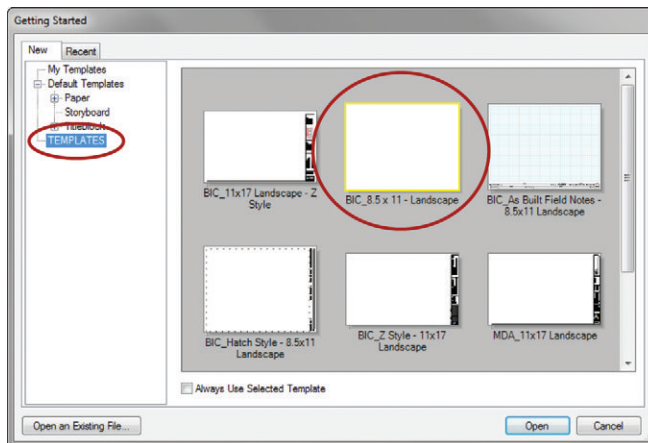 Getting Started
New
Recent
My Templates
Default Templates
Paper
Storyboard
Titleblock
TEMPLATES
BIC_11x17 Landscape - Z
Style
BIC_8.5 x 11 - Landscape
BIC_As Built Field Notes -
8.5x11 Landscape
BIC_Hatch Style - 8.5x11
Landscape
BIC_Z Style - 11x17
Landscape
MDA_11x17 Landscape
Always Use Selected Template
Open an Existing File...
Open
Cancel